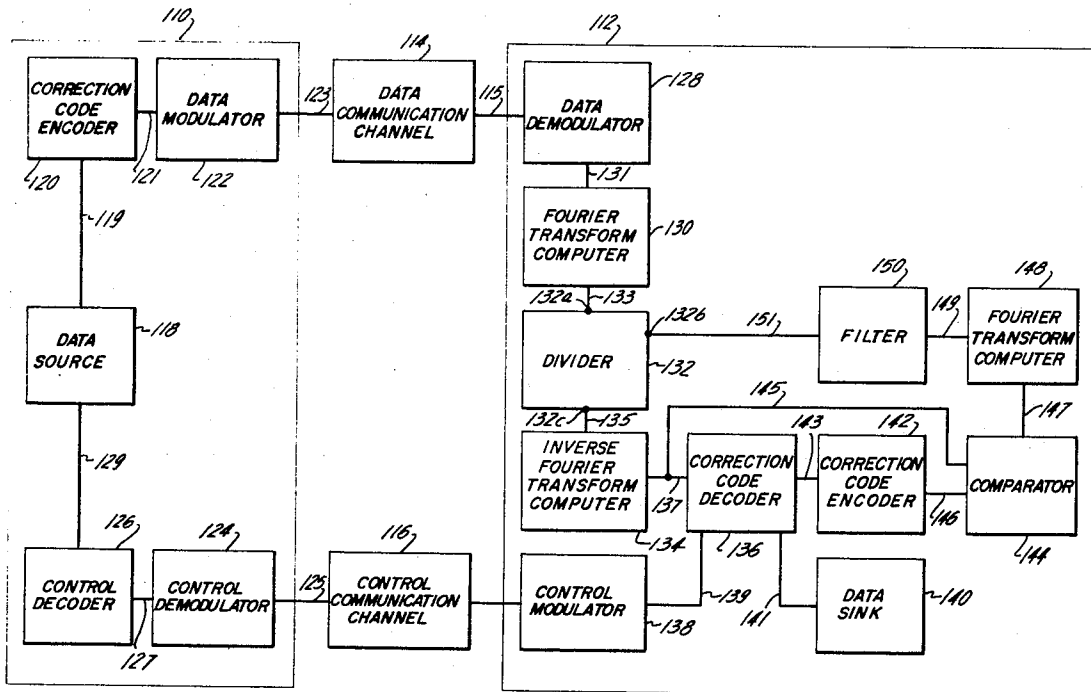 110
CORRECTION
CODE
ENCODER
120
121
DATA
MODULATOR
122
123
114
DATA
COMMUNICATION
CHANNEL
115
112
DATA
DEMODULATOR
128
131
FOURIER
TRANSFORM
COMPUTER
130
132a
133
119
DATA
SOURCE
118
DIVIDER
132
132b
151
150
FILTER
149
148
FOURIER
TRANSFORM
COMPUTER
147
145
132c
135
INVERSE
FOURIER
TRANSFORM
COMPUTER
134
137
CORRECTION
CODE
DECODER
136
143
142
CORRECTION
CODE
ENCODER
146
COMPARATOR
144
129
126
CONTROL
DECODER
127
124
CONTROL
DEMODULATOR
125
116
CONTROL
COMMUNICATION
CHANNEL
CONTROL
MODULATOR
138
139
141
DATA
SINK
140